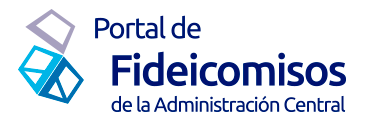 Portal de
Fideicomisos
de la Administración Central